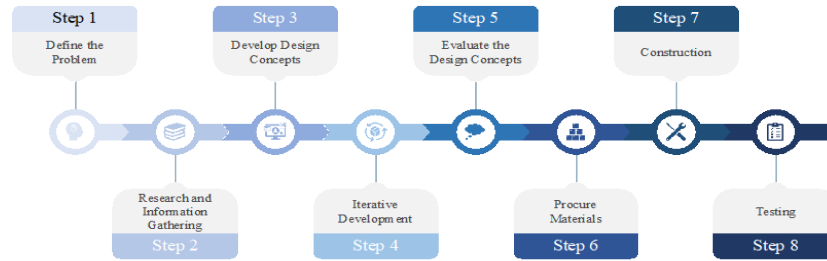 Step 1
Define the
Problem
Step 3
Develop Design
Concepts
Step 5
Evaluate the
Design Concepts
Step 7
Construction
Research and
Information
Gathering
Step 2
Iterative
Development
Step 4
Procure
Materials
Step 6
Testing
Step 8